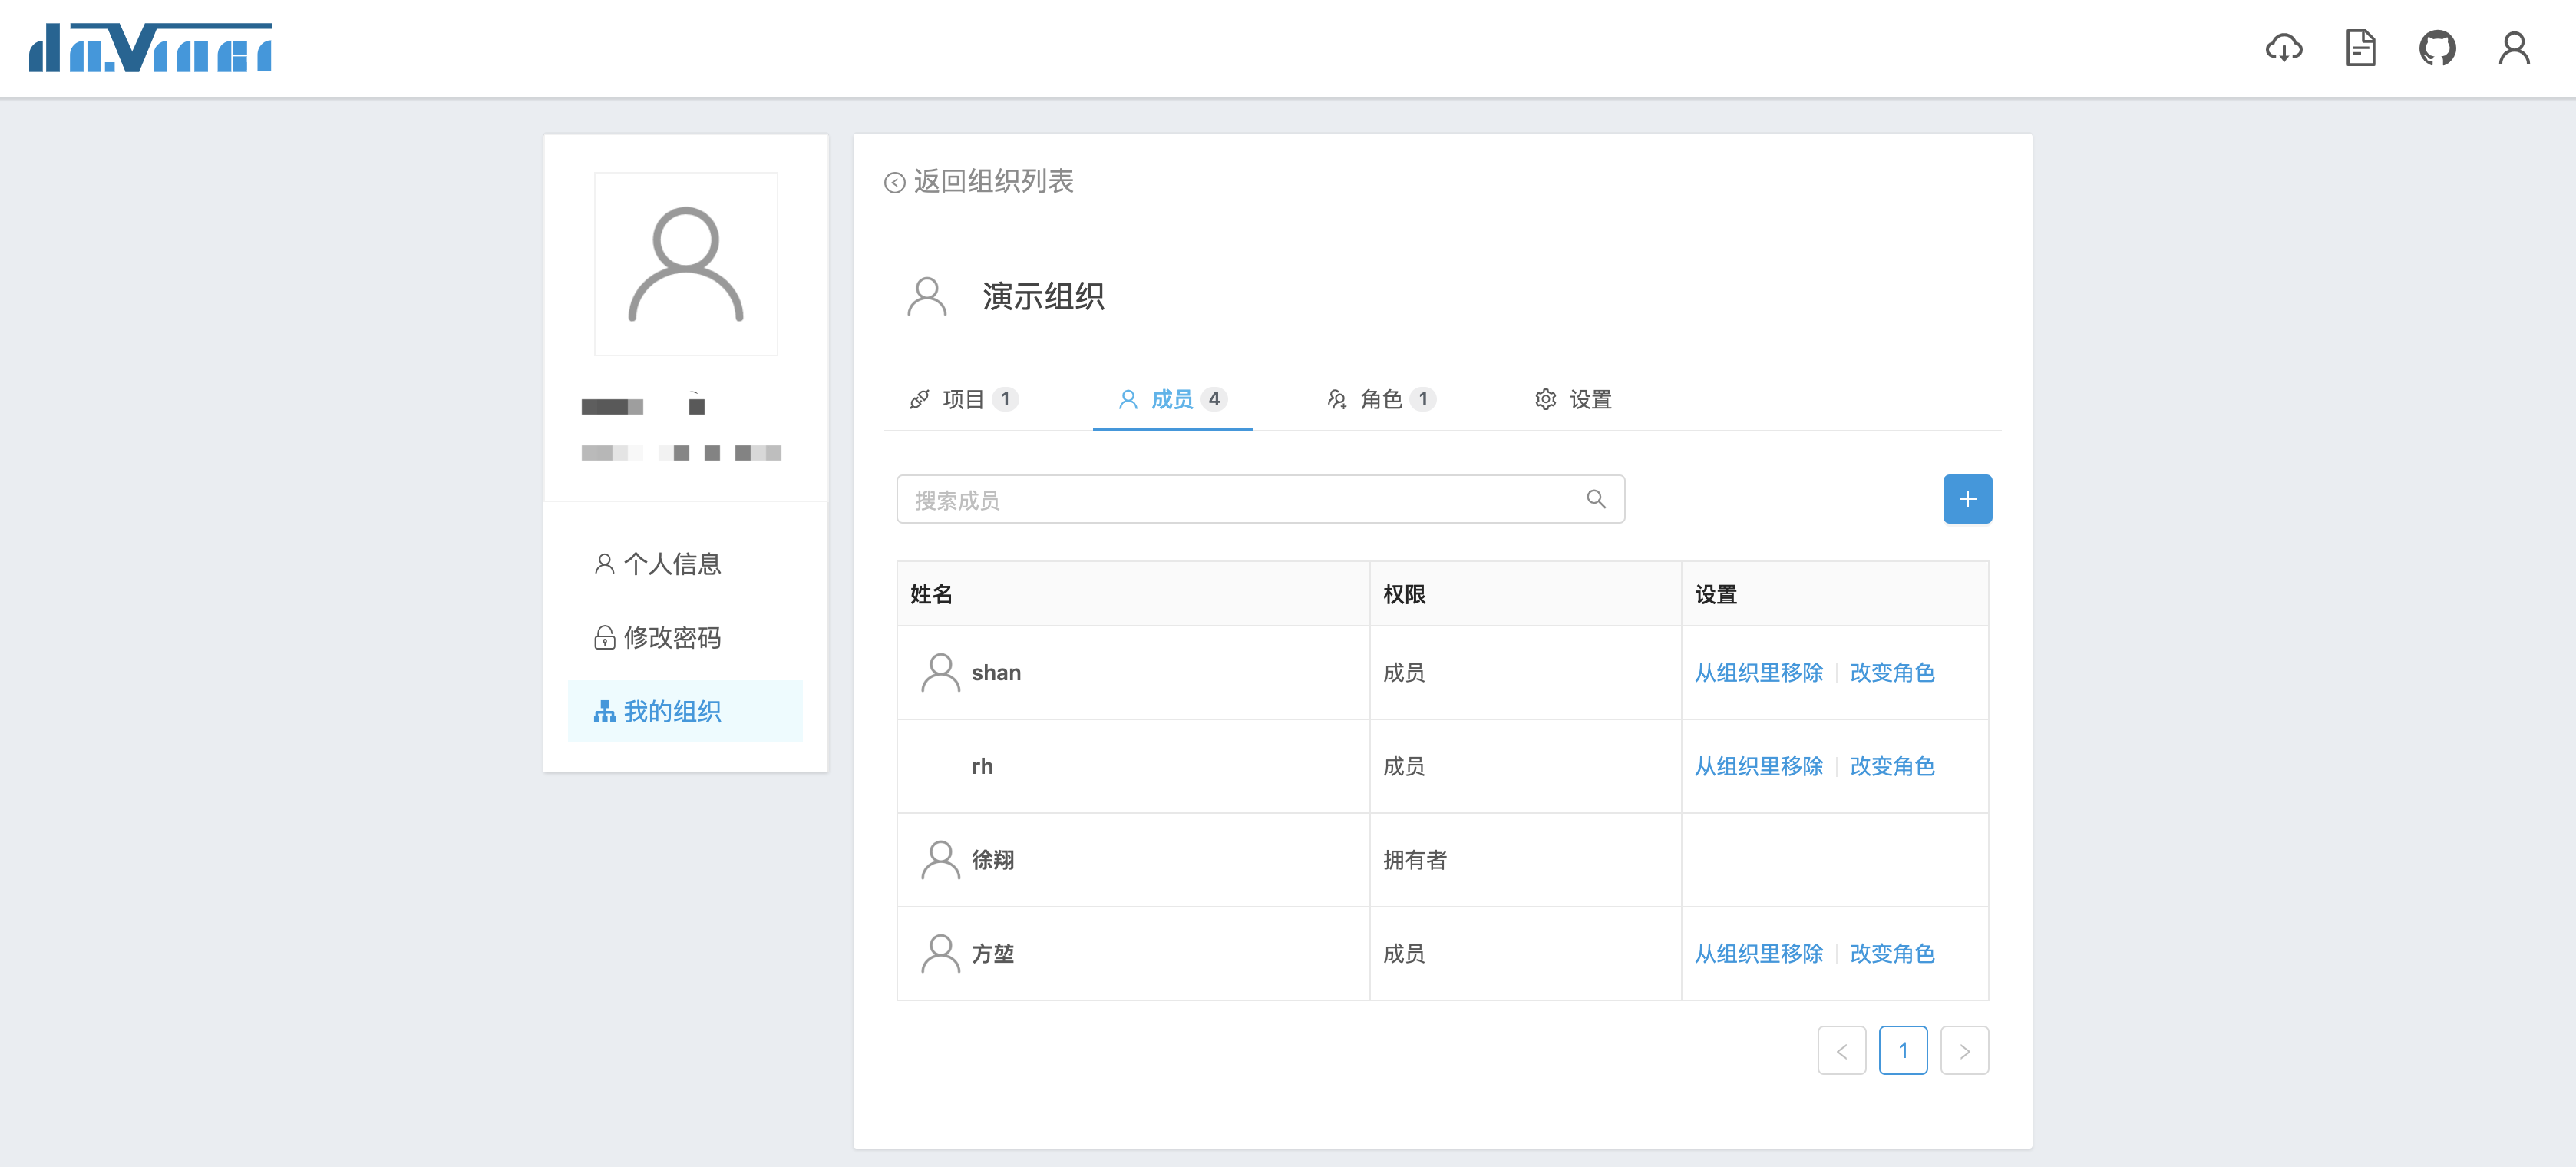 da.Vinci
返回组织列表
演示组织
项目 1 成员 4 角色 1 设置
搜索成员
个人信息
修改密码
我的组织
姓名 权限 设置
shan 成员 从组织里移除 改变角色
rh 成员 从组织里移除 改变角色
徐翔 拥有者
方堃 成员 从组织里移除 改变角色
< 1 >